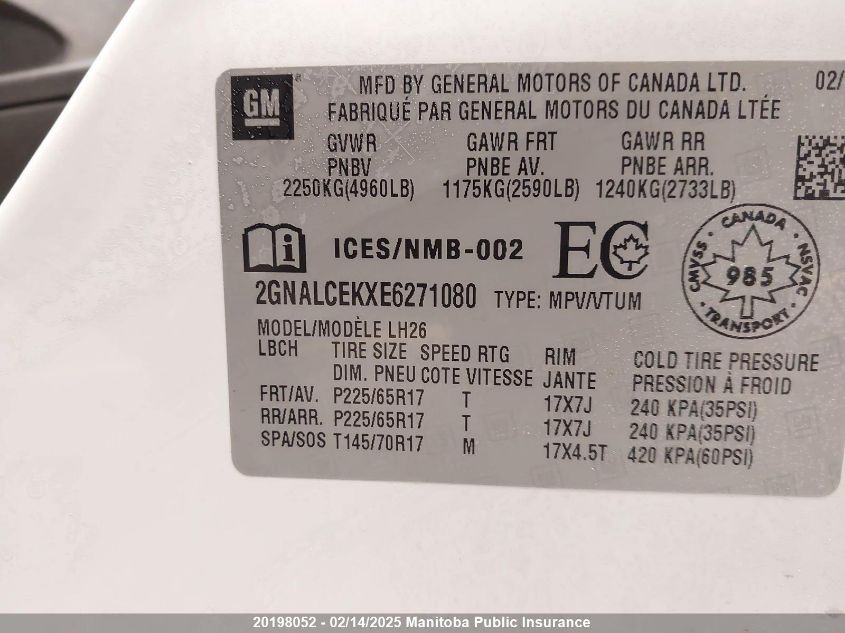 GM
MFD BY GENERAL MOTORS OF CANADA LTD. 02/
FABRIQUÉ PAR GENERAL MOTORS DU CANADA LTÉE
GVWR GAWR FRT GAWR RR
PNBV PNBE AV. PNBE ARR.
2250KG(4960LB) 1175KG(2590LB) 1240KG(2733LB)
ICES/NMB-002 EC
CANADA
CMVSS 985 NSVAC
TRANSPORT
2GNALCEKXE6271080 TYPE: MPV/VTUM
MODEL/MODÈLE LH26
LBCH TIRE SIZE SPEED RTG RIM COLD TIRE PRESSURE
DIM. PNEU COTE VITESSE JANTE PRESSION À FROID
FRT/AV. P225/65R17 T 17X7J 240 KPA(35PSI)
RR/ARR. P225/65R17 T 17X7J 240 KPA(35PSI)
SPA/SOS T145/70R17 M 17X4.5T 420 KPA(60PSI)
20198052 - 02/14/2025 Manitoba Public Insurance